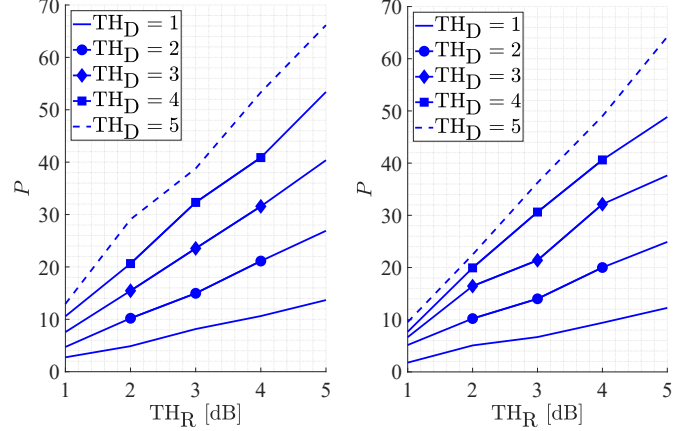 70
60
50
40
30
20
10
0
P
TH_D = 1
TH_D = 2
TH_D = 3
TH_D = 4
TH_D = 5
1 2 3 4 5
TH_R [dB]
70
60
50
40
30
20
10
0
P
TH_D = 1
TH_D = 2
TH_D = 3
TH_D = 4
TH_D = 5
1 2 3 4 5
TH_R [dB]